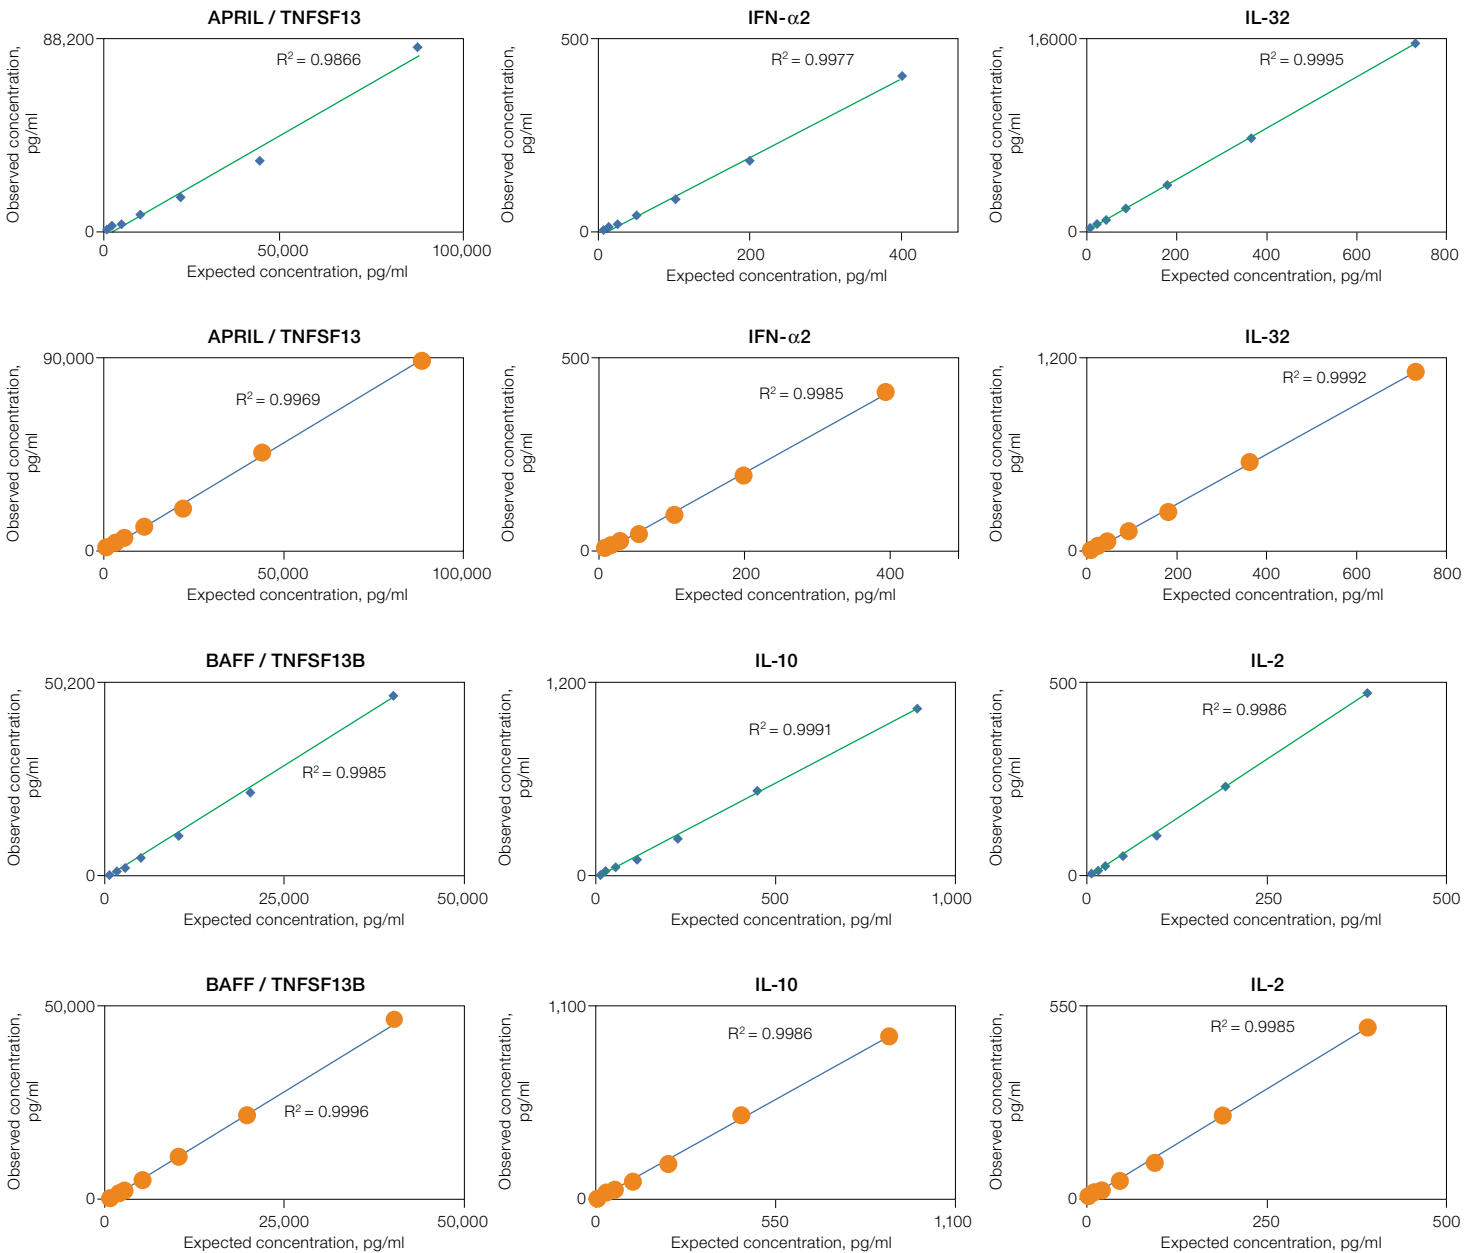 APRIL / TNFSF13
Observed concentration,
pg/ml
88,200
0
R² = 0.9866
0
50,000
100,000
Expected concentration, pg/ml
IFN-α2
Observed concentration,
pg/ml
500
0
R² = 0.9977
0
200
400
Expected concentration, pg/ml
IL-32
Observed concentration,
pg/ml
1,6000
0
R² = 0.9995
0
200
400
600
800
Expected concentration, pg/ml
APRIL / TNFSF13
Observed concentration,
pg/ml
90,000
0
R² = 0.9969
0
50,000
100,000
Expected concentration, pg/ml
IFN-α2
Observed concentration,
pg/ml
500
0
R² = 0.9985
0
200
400
Expected concentration, pg/ml
IL-32
Observed concentration,
pg/ml
1,200
0
R² = 0.9992
0
200
400
600
800
Expected concentration, pg/ml
BAFF / TNFSF13B
Observed concentration,
pg/ml
50,200
0
R² = 0.9985
0
25,000
50,000
Expected concentration, pg/ml
IL-10
Observed concentration,
pg/ml
1,200
0
R² = 0.9991
0
500
1,000
Expected concentration, pg/ml
IL-2
Observed concentration,
pg/ml
500
0
R² = 0.9986
0
250
500
Expected concentration, pg/ml
BAFF / TNFSF13B
Observed concentration,
pg/ml
50,000
0
R² = 0.9996
0
25,000
50,000
Expected concentration, pg/ml
IL-10
Observed concentration,
pg/ml
1,100
0
R² = 0.9986
0
550
1,100
Expected concentration, pg/ml
IL-2
Observed concentration,
pg/ml
550
0
R² = 0.9985
0
250
500
Expected concentration, pg/ml